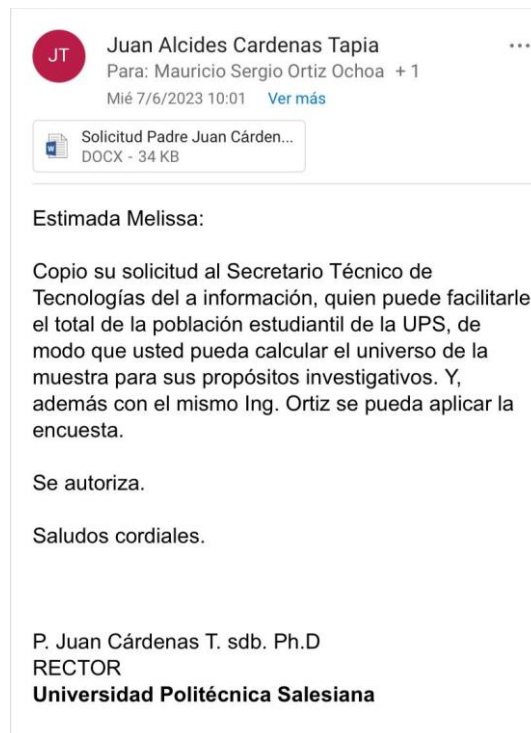 JT
Juan Alcides Cardenas Tapia
...
Para: Mauricio Sergio Ortiz Ochoa + 1
Mié 7/6/2023 10:01 Ver más
Solicitud Padre Juan Cárden...
DOCX - 34 KB
Estimada Melissa:
Copio su solicitud al Secretario Técnico de
Tecnologías del a información, quien puede facilitarle
el total de la población estudiantil de la UPS, de
modo que usted pueda calcular el universo de la
muestra para sus propósitos investigativos. Y,
además con el mismo Ing. Ortiz se pueda aplicar la
encuesta.
Se autoriza.
Saludos cordiales.
P. Juan Cárdenas T. sdb. Ph.D
RECTOR
Universidad Politécnica Salesiana